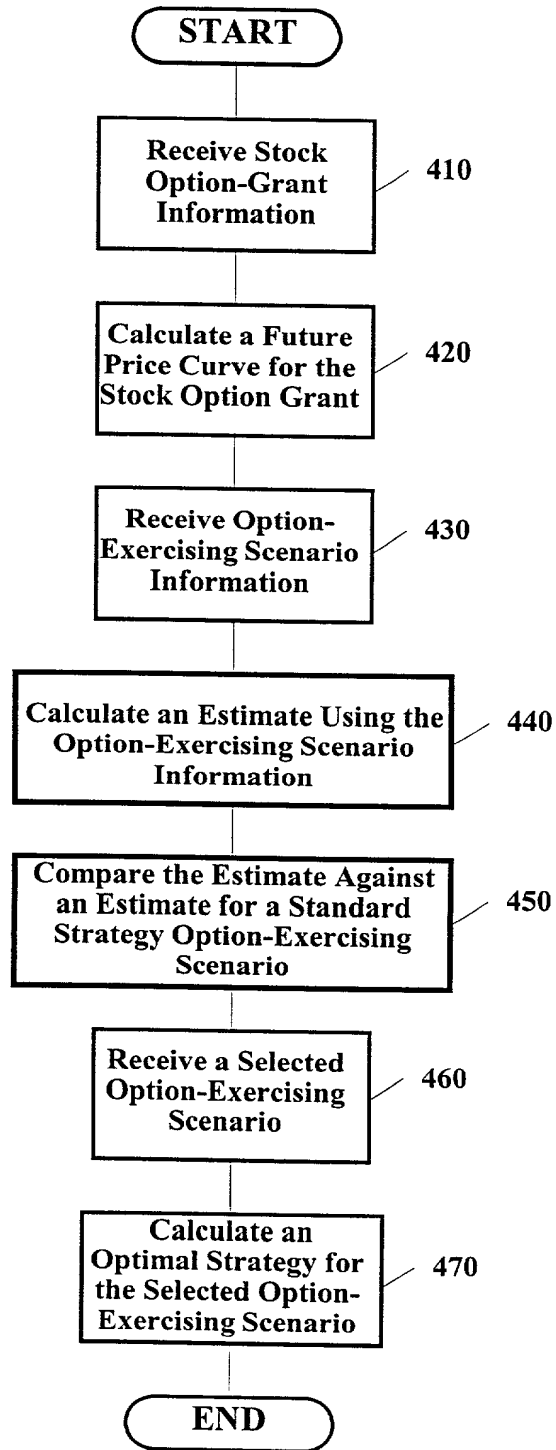 START
Receive Stock
Option-Grant
Information
410
Calculate a Future
Price Curve for the
Stock Option Grant
420
Receive Option-
Exercising Scenario
Information
430
Calculate an Estimate Using the
Option-Exercising Scenario
Information
440
Compare the Estimate Against
an Estimate for a Standard
Strategy Option-Exercising
Scenario
450
Receive a Selected
Option-Exercising
Scenario
460
Calculate an
Optimal Strategy for
the Selected Option-
Exercising Scenario
470
END